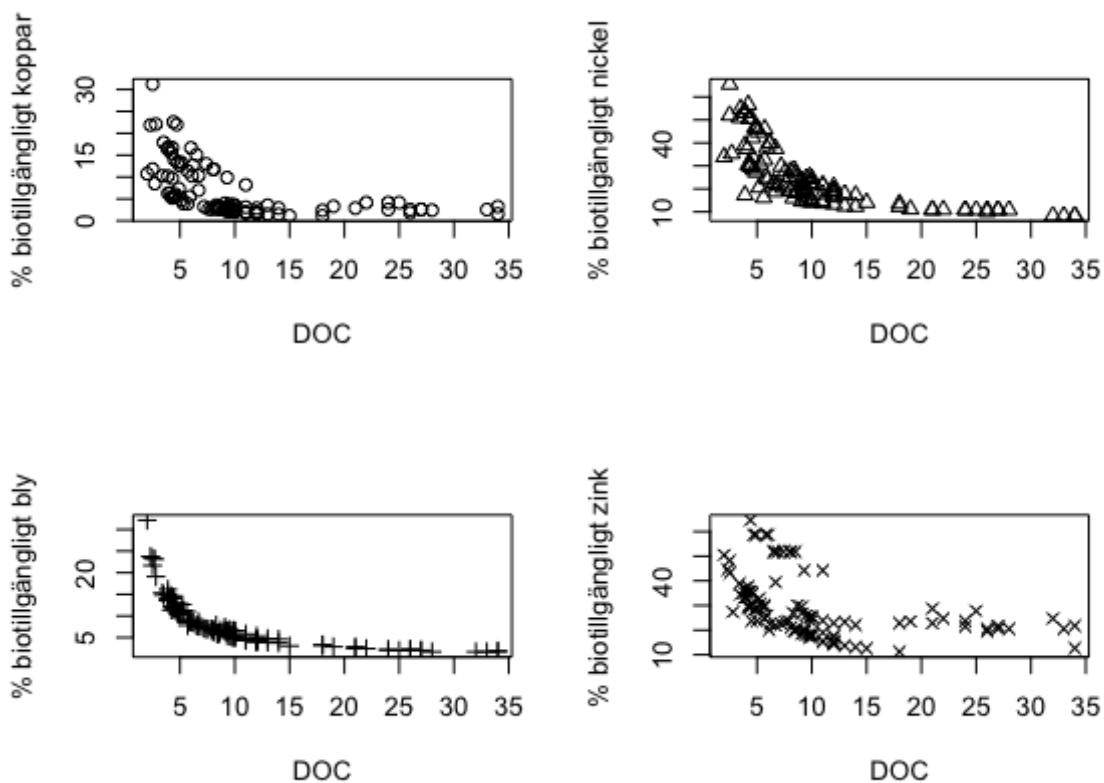 % biotillgängligt koppar
0 15 30
5 10 15 20 25 30 35
DOC
% biotillgängligt nickel
10 40
5 10 15 20 25 30 35
DOC
% biotillgängligt bly
5 20
5 10 15 20 25 30 35
DOC
% biotillgängligt zink
10 40
5 10 15 20 25 30 35
DOC